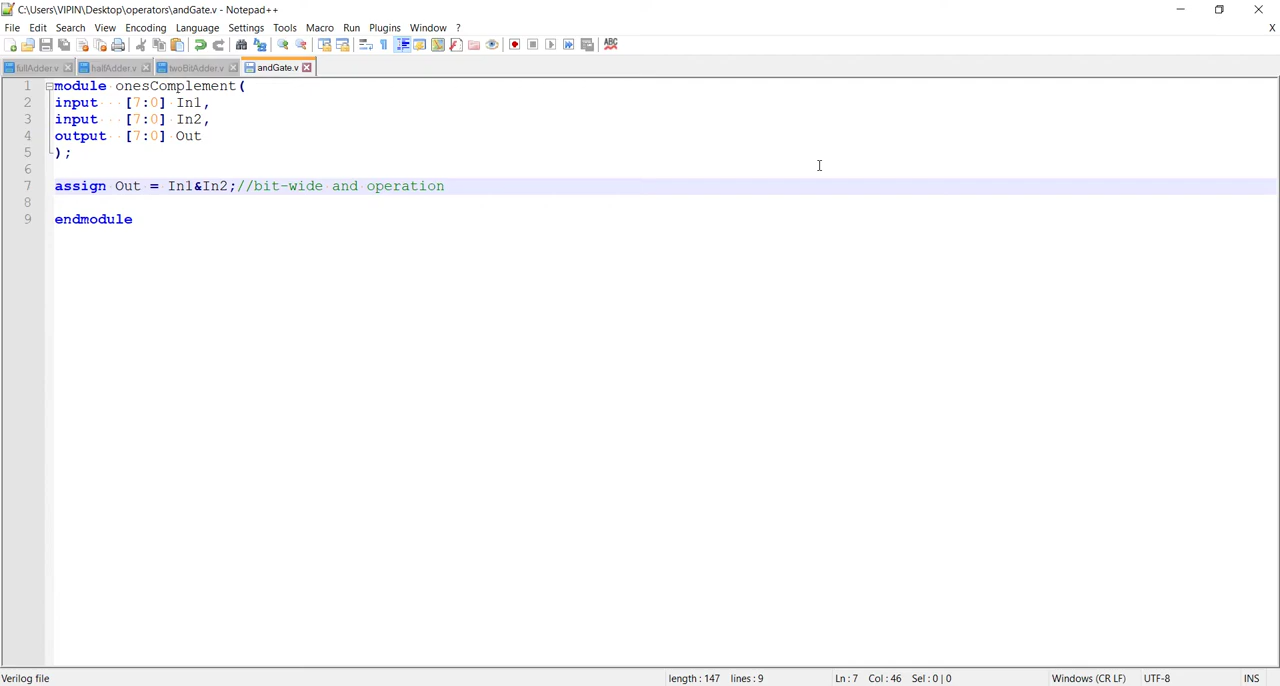 C:\Users\VIPIN\Desktop\operators\andGate.v - Notepad++
File Edit Search View Encoding Language Settings Tools Macro Run Plugins Window ? X
ABC
fullAdder.v halfAdder.v twoBitAdder.v andGate.v
1 module onesComplement(
2 input [7:0] In1,
3 input [7:0] In2,
4 output [7:0] Out
5 );
6
7 assign Out = In1&In2;//bit-wide and operation
8
9 endmodule
Verilog file length : 147 lines : 9 Ln : 7 Col : 46 Sel : 0 | 0 Windows (CR LF) UTF-8 INS